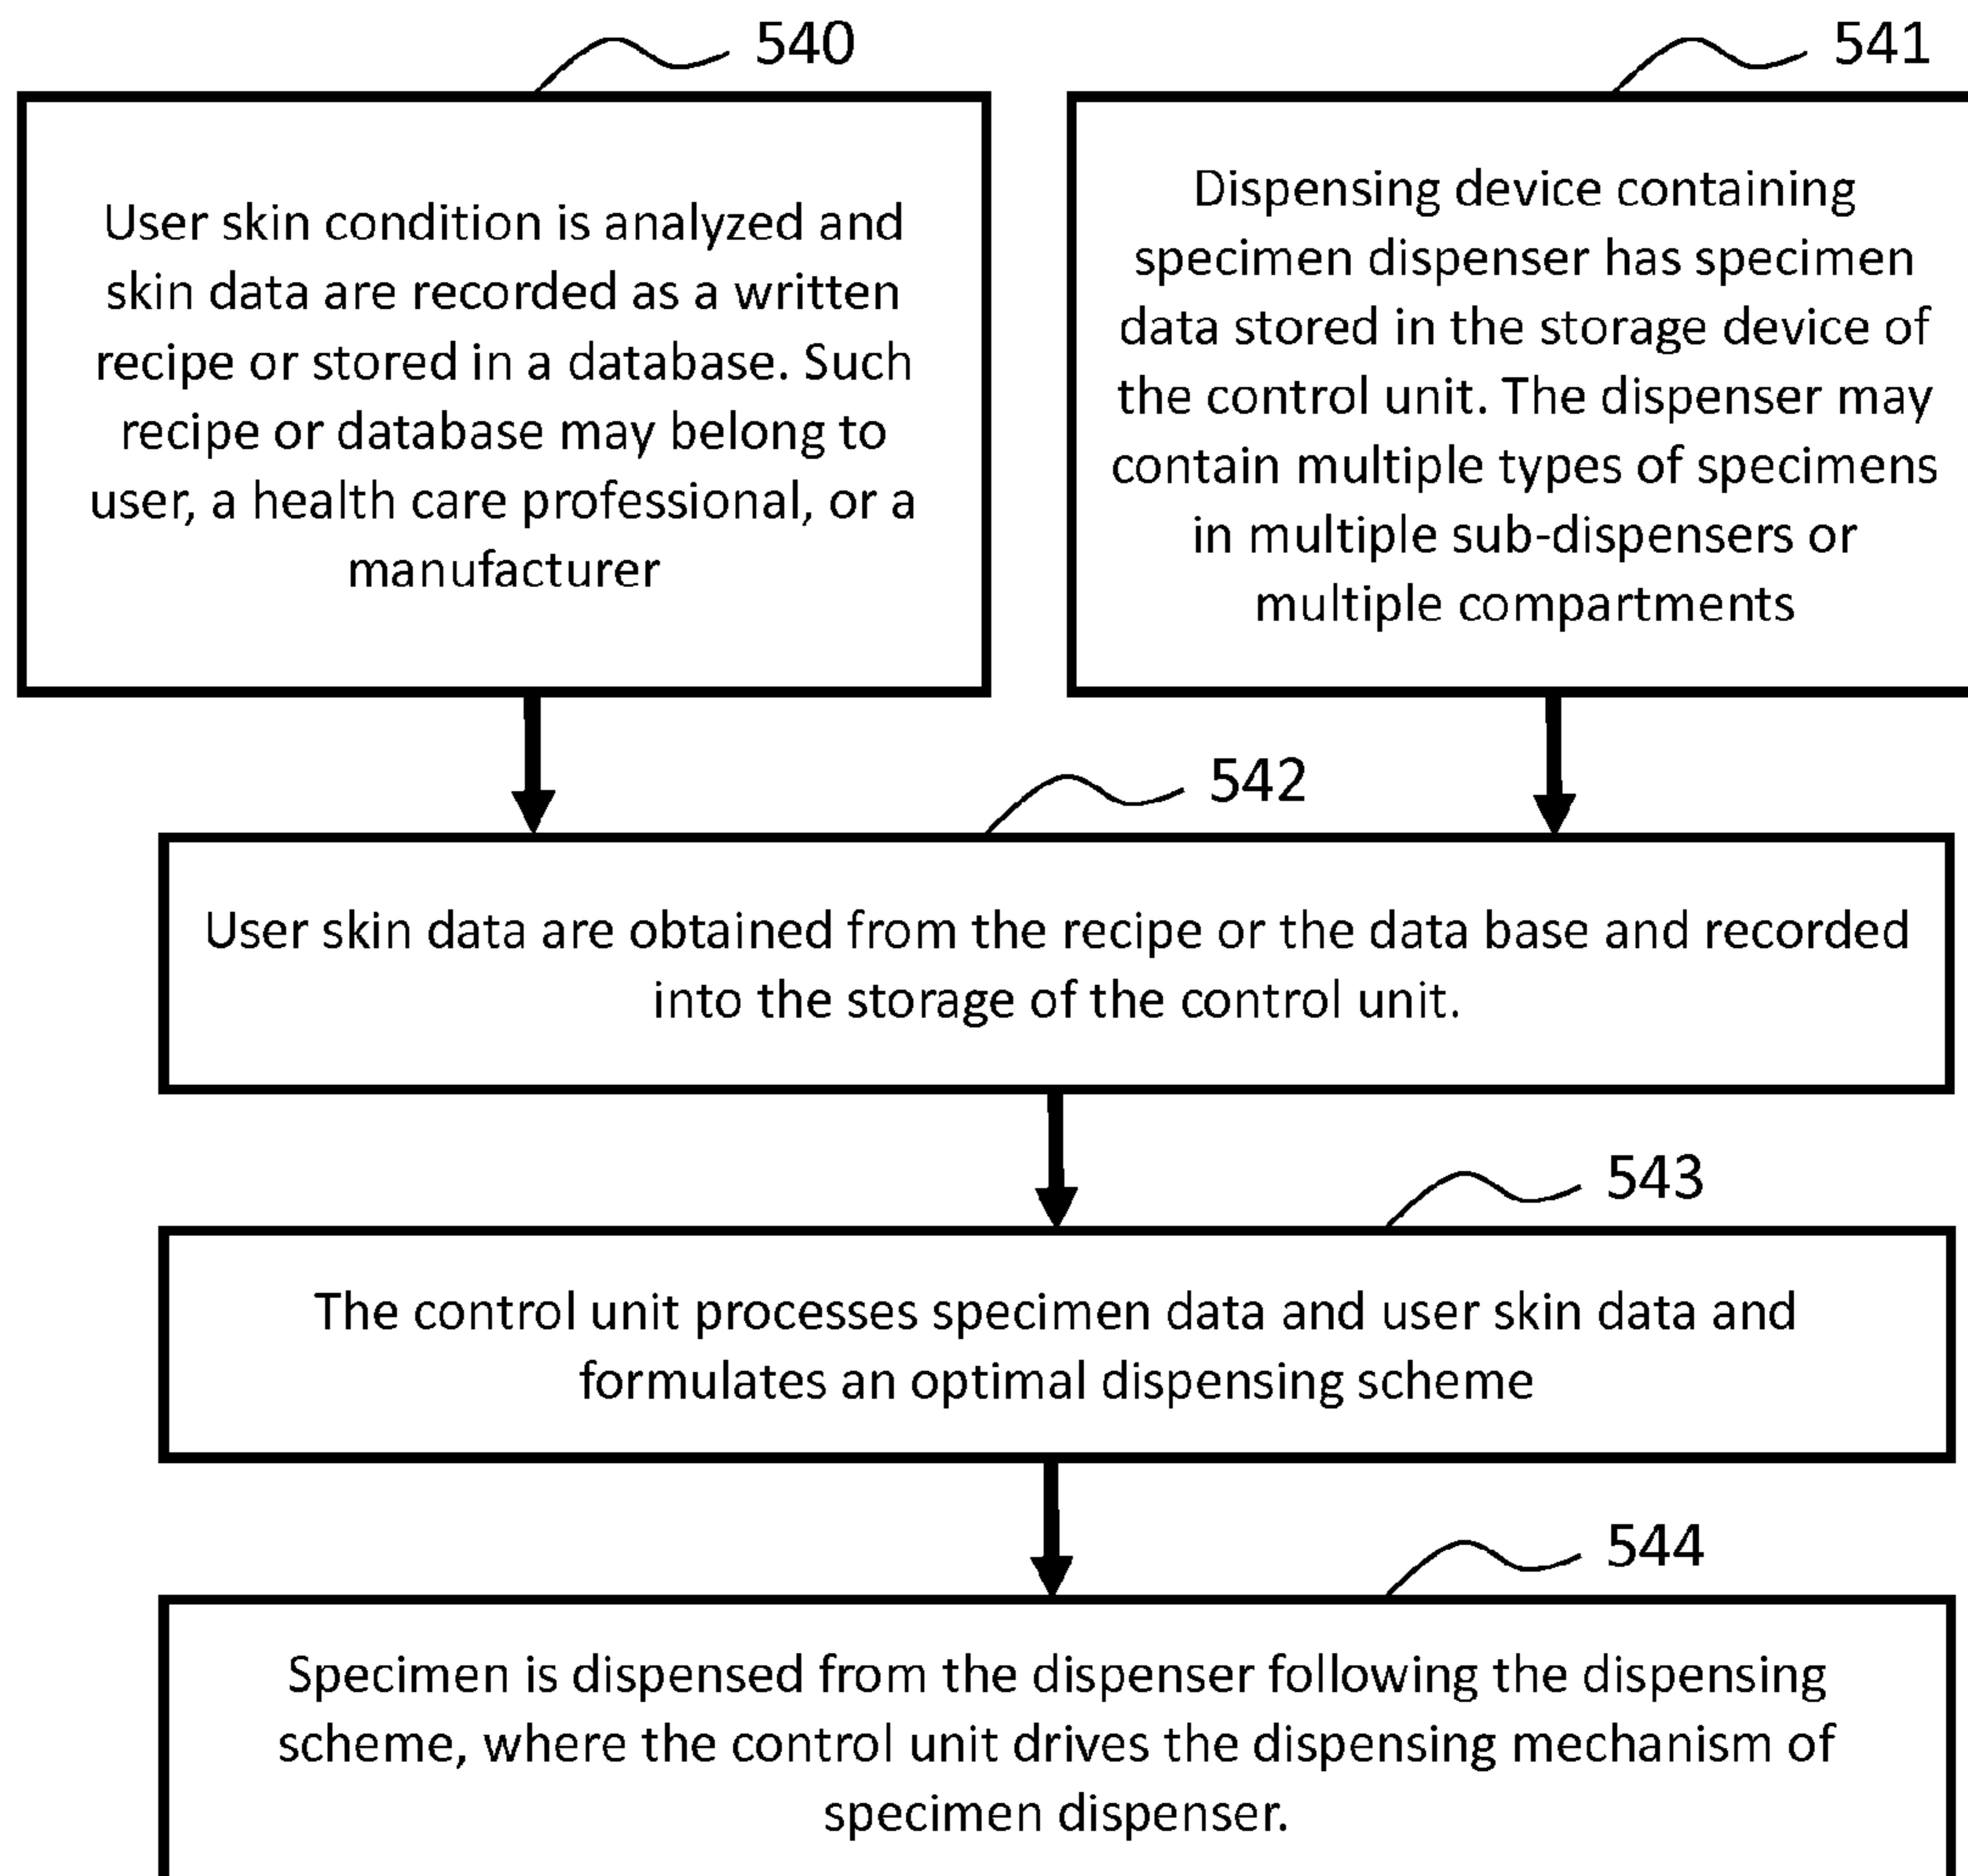 540
User skin condition is analyzed and
skin data are recorded as a written
recipe or stored in a database. Such
recipe or database may belong to
user, a health care professional, or a
manufacturer
541
Dispensing device containing
specimen dispenser has specimen
data stored in the storage device of
the control unit. The dispenser may
contain multiple types of specimens
in multiple sub-dispensers or
multiple compartments
542
User skin data are obtained from the recipe or the data base and recorded
into the storage of the control unit.
543
The control unit processes specimen data and user skin data and
formulates an optimal dispensing scheme
544
Specimen is dispensed from the dispenser following the dispensing
scheme, where the control unit drives the dispensing mechanism of
specimen dispenser.